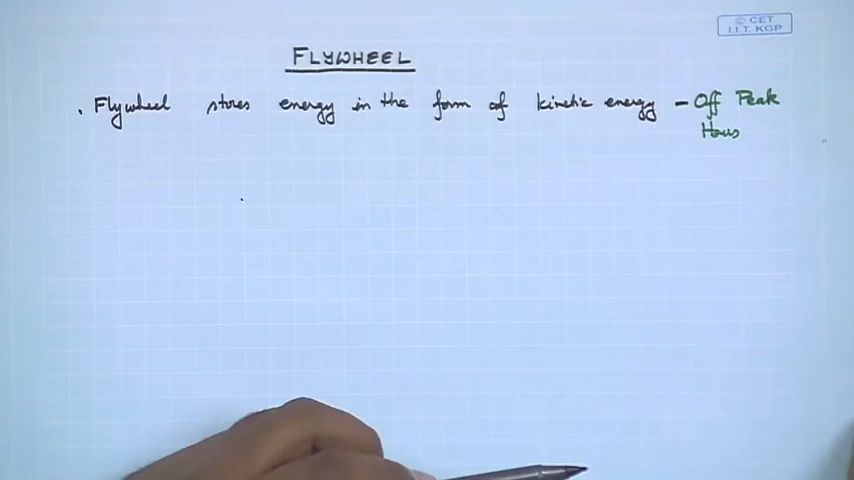 © CET
I.I.T. KGP
FLYWHEEL
. Flywheel stores energy in the form of kinetic energy - Off Peak
Hours